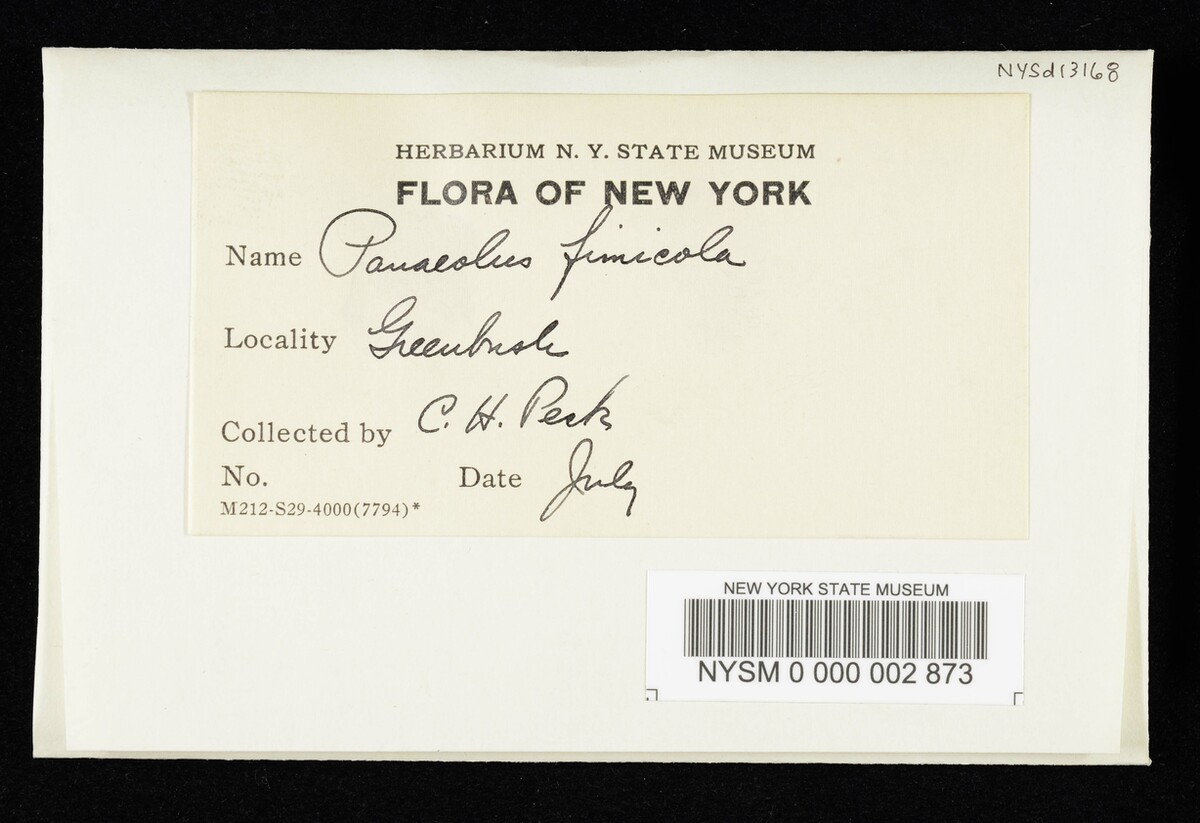 NYSd13168
HERBARIUM N. Y. STATE MUSEUM
FLORA OF NEW YORK
Name Panaeolus fimicola
Locality Greenbush
Collected by C. H. Peck
No. Date July
M212-S29-4000(7794)*
NEW YORK STATE MUSEUM
NYSM 0 000 002 873